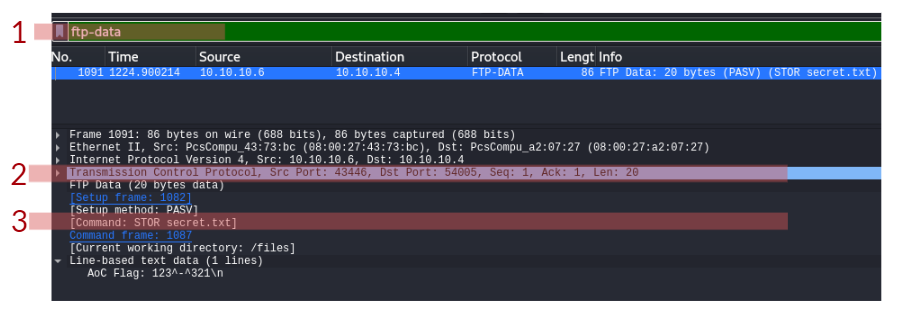 1 ftp-data
No. Time Source Destination Protocol Lengt Info
1091 1224.900214 10.10.10.6 10.10.10.4 FTP-DATA 86 FTP Data: 20 bytes (PASV) (STOR secret.txt)
Frame 1091: 86 bytes on wire (688 bits), 86 bytes captured (688 bits)
Ethernet II, Src: PcsCompu_43:73:bc (08:00:27:43:73:bc), Dst: PcsCompu_a2:07:27 (08:00:27:a2:07:27)
Internet Protocol Version 4, Src: 10.10.10.6, Dst: 10.10.10.4
2 Transmission Control Protocol, Src Port: 43446, Dst Port: 54005, Seq: 1, Ack: 1, Len: 20
FTP Data (20 bytes data)
[Setup frame: 1082]
[Setup method: PASV]
3 [Command: STOR secret.txt]
Command frame: 1087
[Current working directory: /files]
Line-based text data (1 lines)
AoC Flag: 123^-^321\n